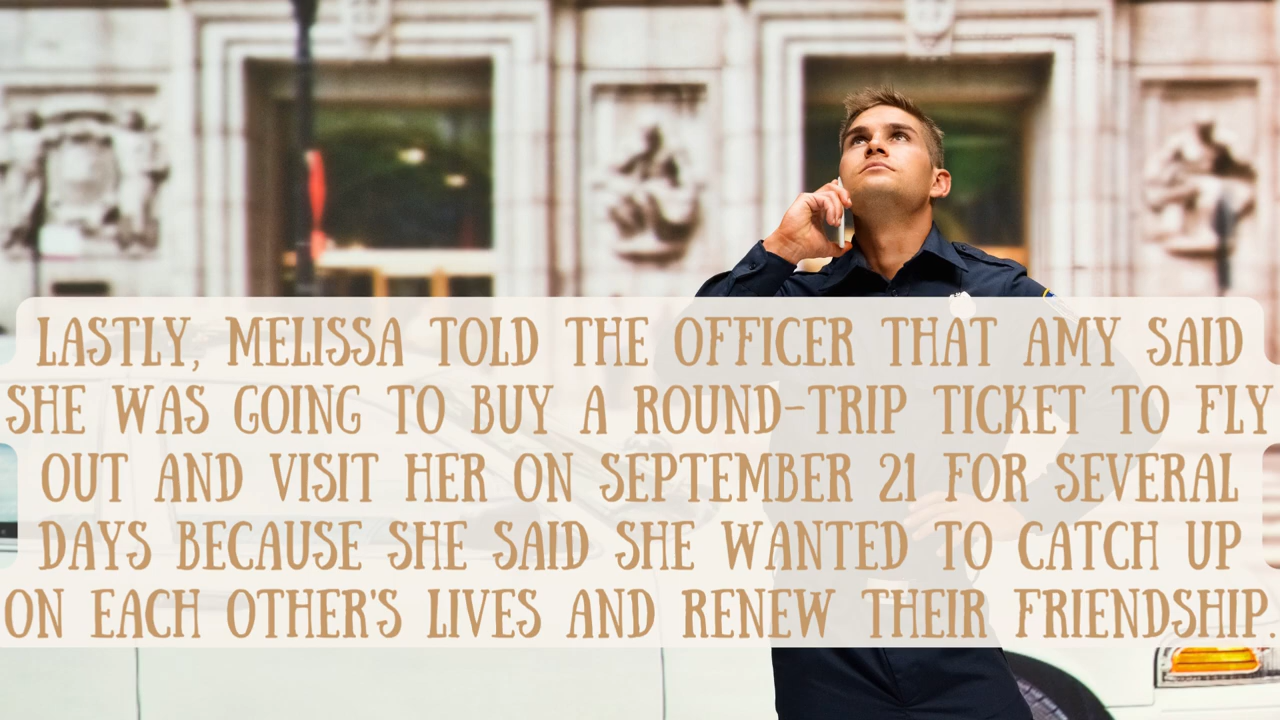 LASTLY, MELISSA TOLD THE OFFICER THAT AMY SAID
SHE WAS GOING TO BUY A ROUND-TRIP TICKET TO FLY
OUT AND VISIT HER ON SEPTEMBER 21 FOR SEVERAL
DAYS BECAUSE SHE SAID SHE WANTED TO CATCH UP
ON EACH OTHER'S LIVES AND RENEW THEIR FRIENDSHIP.